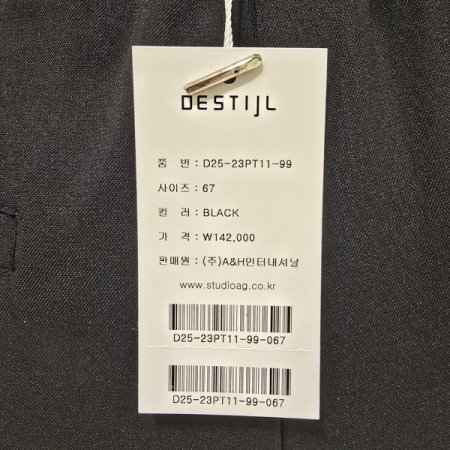 DESTIJL
품 번 : D25-23PT11-99
사이즈 : 67
컬 러 : BLACK
가 격 : ₩142,000
판매원 : (주)A&H인터내셔날
www.studioag.co.kr
D25-23PT11-99-067
D25-23PT11-99-067